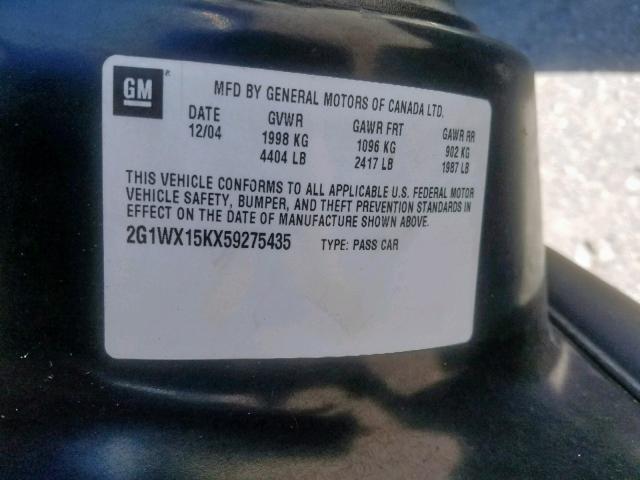 GM
MFD BY GENERAL MOTORS OF CANADA LTD.
DATE GVWR GAWR FRT GAWR RR
12/04 1998 KG 1096 KG 902 KG
4404 LB 2417 LB 1987 LB
THIS VEHICLE CONFORMS TO ALL APPLICABLE U.S. FEDERAL MOTOR
VEHICLE SAFETY, BUMPER, AND THEFT PREVENTION STANDARDS IN
EFFECT ON THE DATE OF MANUFACTURE SHOWN ABOVE.
2G1WX15KX59275435 TYPE: PASS CAR